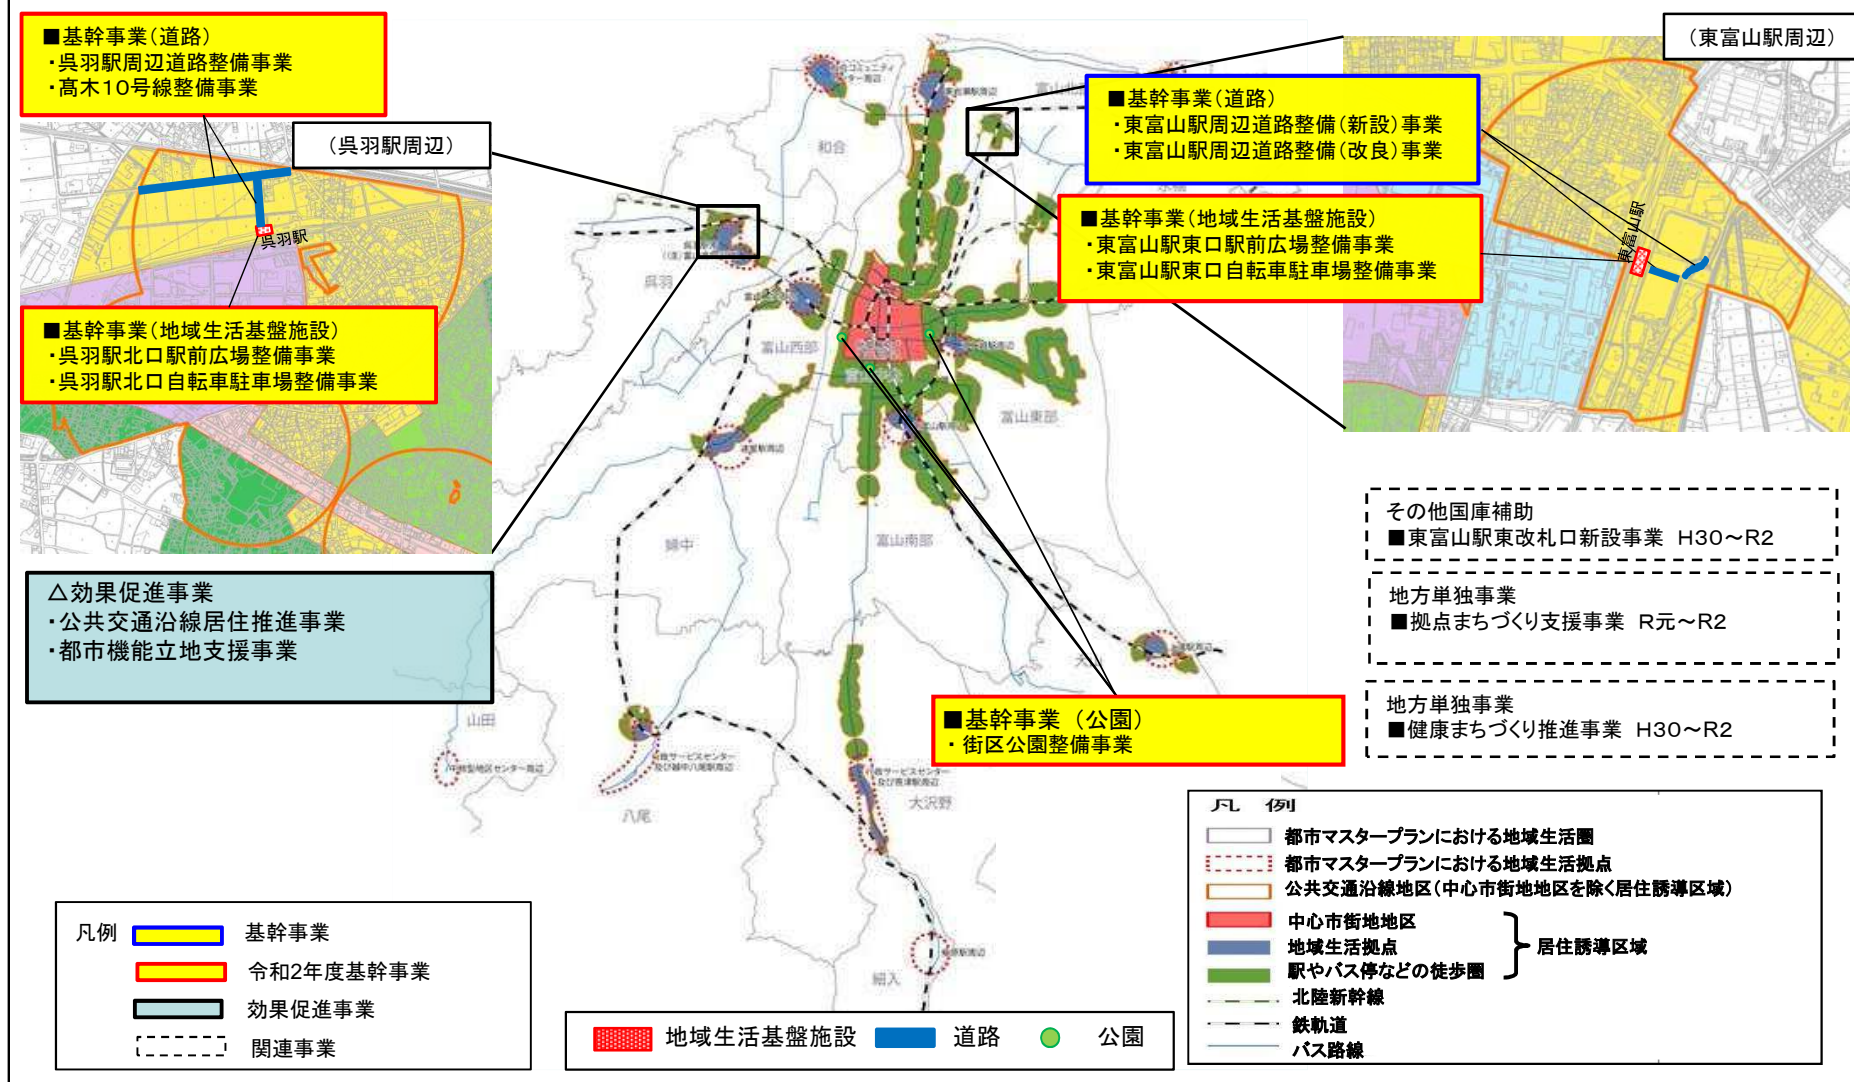 ■基幹事業(道路)
・呉羽駅周辺道路整備事業
・髙木10号線整備事業
(呉羽駅周辺)
呉羽駅
■基幹事業(地域生活基盤施設)
・呉羽駅北口駅前広場整備事業
・呉羽駅北口自転車駐車場整備事業
△効果促進事業
・公共交通沿線居住推進事業
・都市機能立地支援事業
(東富山駅周辺)
■基幹事業(道路)
・東富山駅周辺道路整備(新設)事業
・東富山駅周辺道路整備(改良)事業
■基幹事業(地域生活基盤施設)
・東富山駅東口駅前広場整備事業
・東富山駅東口自転車駐車場整備事業
東富山駅
和合
呉羽
富山西部
富山東部
富山南部
婦中
山田
八尾
大沢野
細入
■基幹事業 (公園)
・街区公園整備事業
その他国庫補助
■東富山駅東改札口新設事業 H30~R2
地方単独事業
■拠点まちづくり支援事業 R元~R2
地方単独事業
■健康まちづくり推進事業 H30~R2
凡例
基幹事業
令和2年度基幹事業
効果促進事業
関連事業
地域生活基盤施設
道路
公園
凡 例
都市マスタープランにおける地域生活圏
都市マスタープランにおける地域生活拠点
公共交通沿線地区(中心市街地地区を除く居住誘導区域)
中心市街地地区
地域生活拠点
居住誘導区域
駅やバス停などの徒歩圏
北陸新幹線
鉄軌道
バス路線